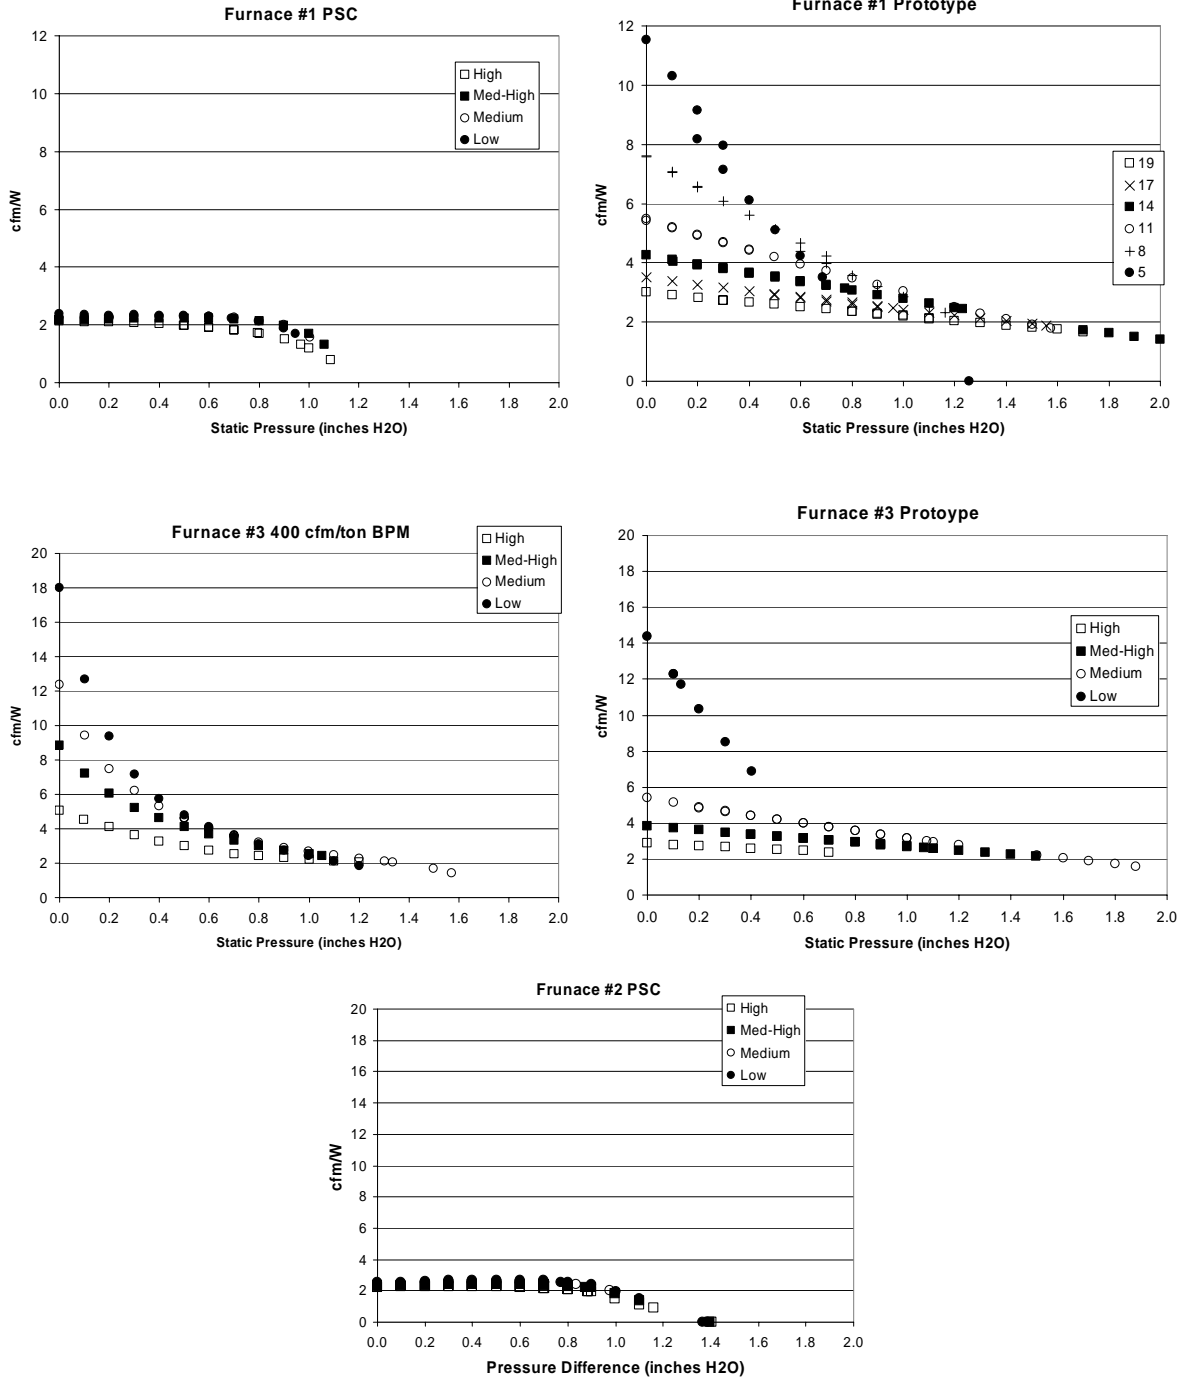 Furnace #1 PSC
12
10
8
6
4
2
0
cfm/W
High
Med-High
Medium
Low
0.0 0.2 0.4 0.6 0.8 1.0 1.2 1.4 1.6 1.8 2.0
Static Pressure (inches H2O)
Furnace #1 Prototype
12
10
8
6
4
2
0
cfm/W
19
17
14
11
8
5
0.0 0.2 0.4 0.6 0.8 1.0 1.2 1.4 1.6 1.8 2.0
Static Pressure (inches H2O)
Furnace #3 400 cfm/ton BPM
20
18
16
14
12
10
8
6
4
2
0
cfm/W
High
Med-High
Medium
Low
0.0 0.2 0.4 0.6 0.8 1.0 1.2 1.4 1.6 1.8 2.0
Static Pressure (inches H2O)
Furnace #3 Protoype
20
18
16
14
12
10
8
6
4
2
0
cfm/W
High
Med-High
Medium
Low
0.0 0.2 0.4 0.6 0.8 1.0 1.2 1.4 1.6 1.8 2.0
Static Pressure (inches H2O)
Frunace #2 PSC
20
18
16
14
12
10
8
6
4
2
0
cfm/W
High
Med-High
Medium
Low
0.0 0.2 0.4 0.6 0.8 1.0 1.2 1.4 1.6 1.8 2.0
Pressure Difference (inches H2O)